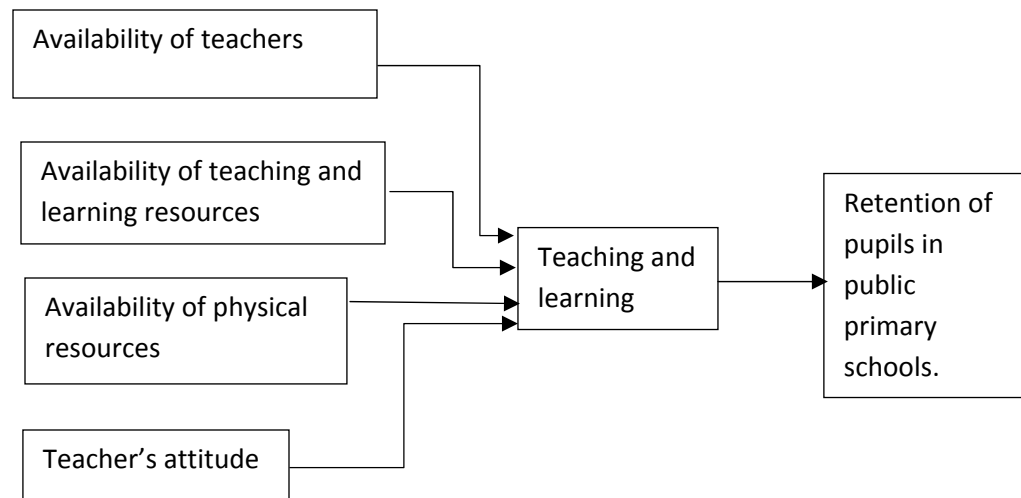 Availability of teachers
Availability of teaching and
learning resources
Availability of physical
resources
Teacher’s attitude
Teaching and
learning
Retention of
pupils in
public
primary
schools.